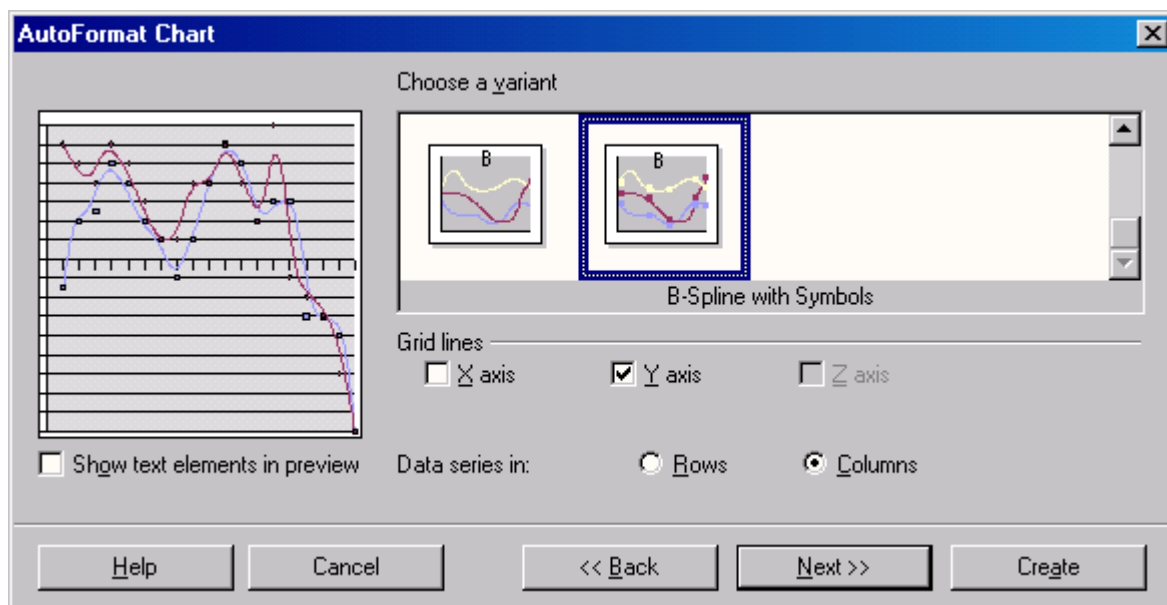 AutoFormat Chart
Choose a variant
B
B
B-Spline with Symbols
Grid lines
X axis
Y axis
Z axis
Show text elements in preview
Data series in:
Rows
Columns
Help
Cancel
<< Back
Next >>
Create